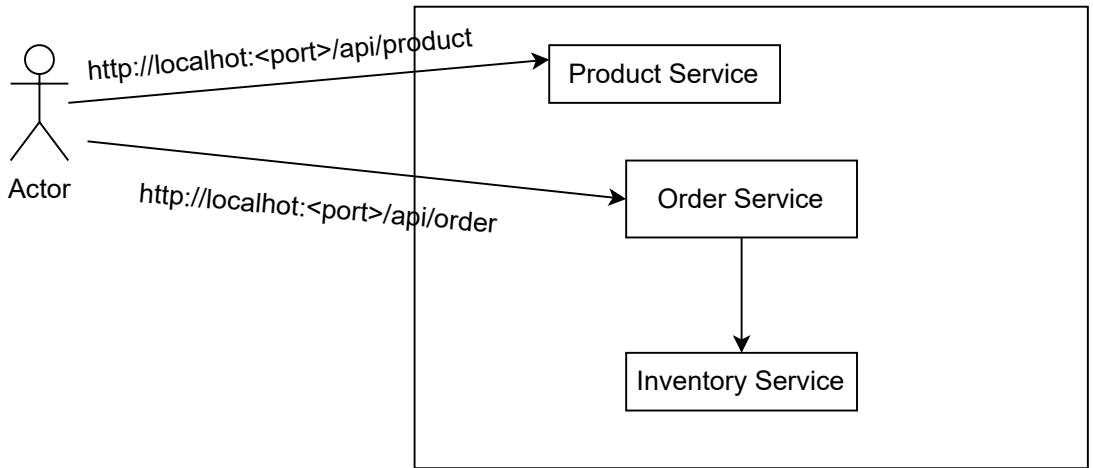 http://localhot:<port>/api/product
Product Service
Actor
http://localhot:<port>/api/order
Order Service
Inventory Service